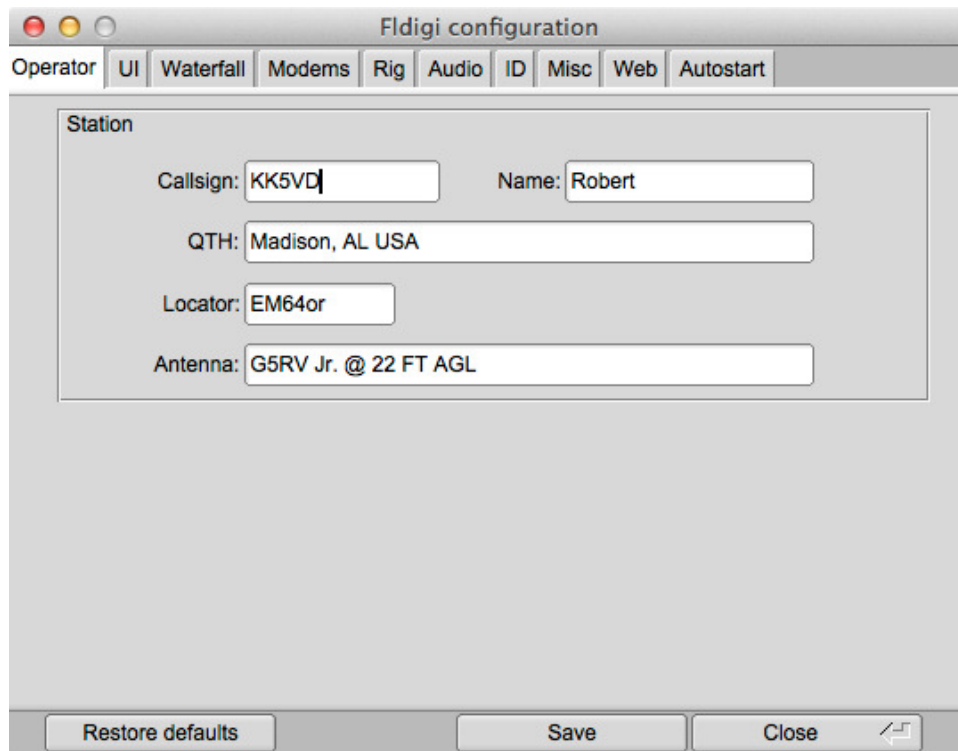 Fldigi configuration
Operator UI Waterfall Modems Rig Audio ID Misc Web Autostart
Station
Callsign: KK5VD Name: Robert
QTH: Madison, AL USA
Locator: EM64or
Antenna: G5RV Jr. @ 22 FT AGL
Restore defaults Save Close